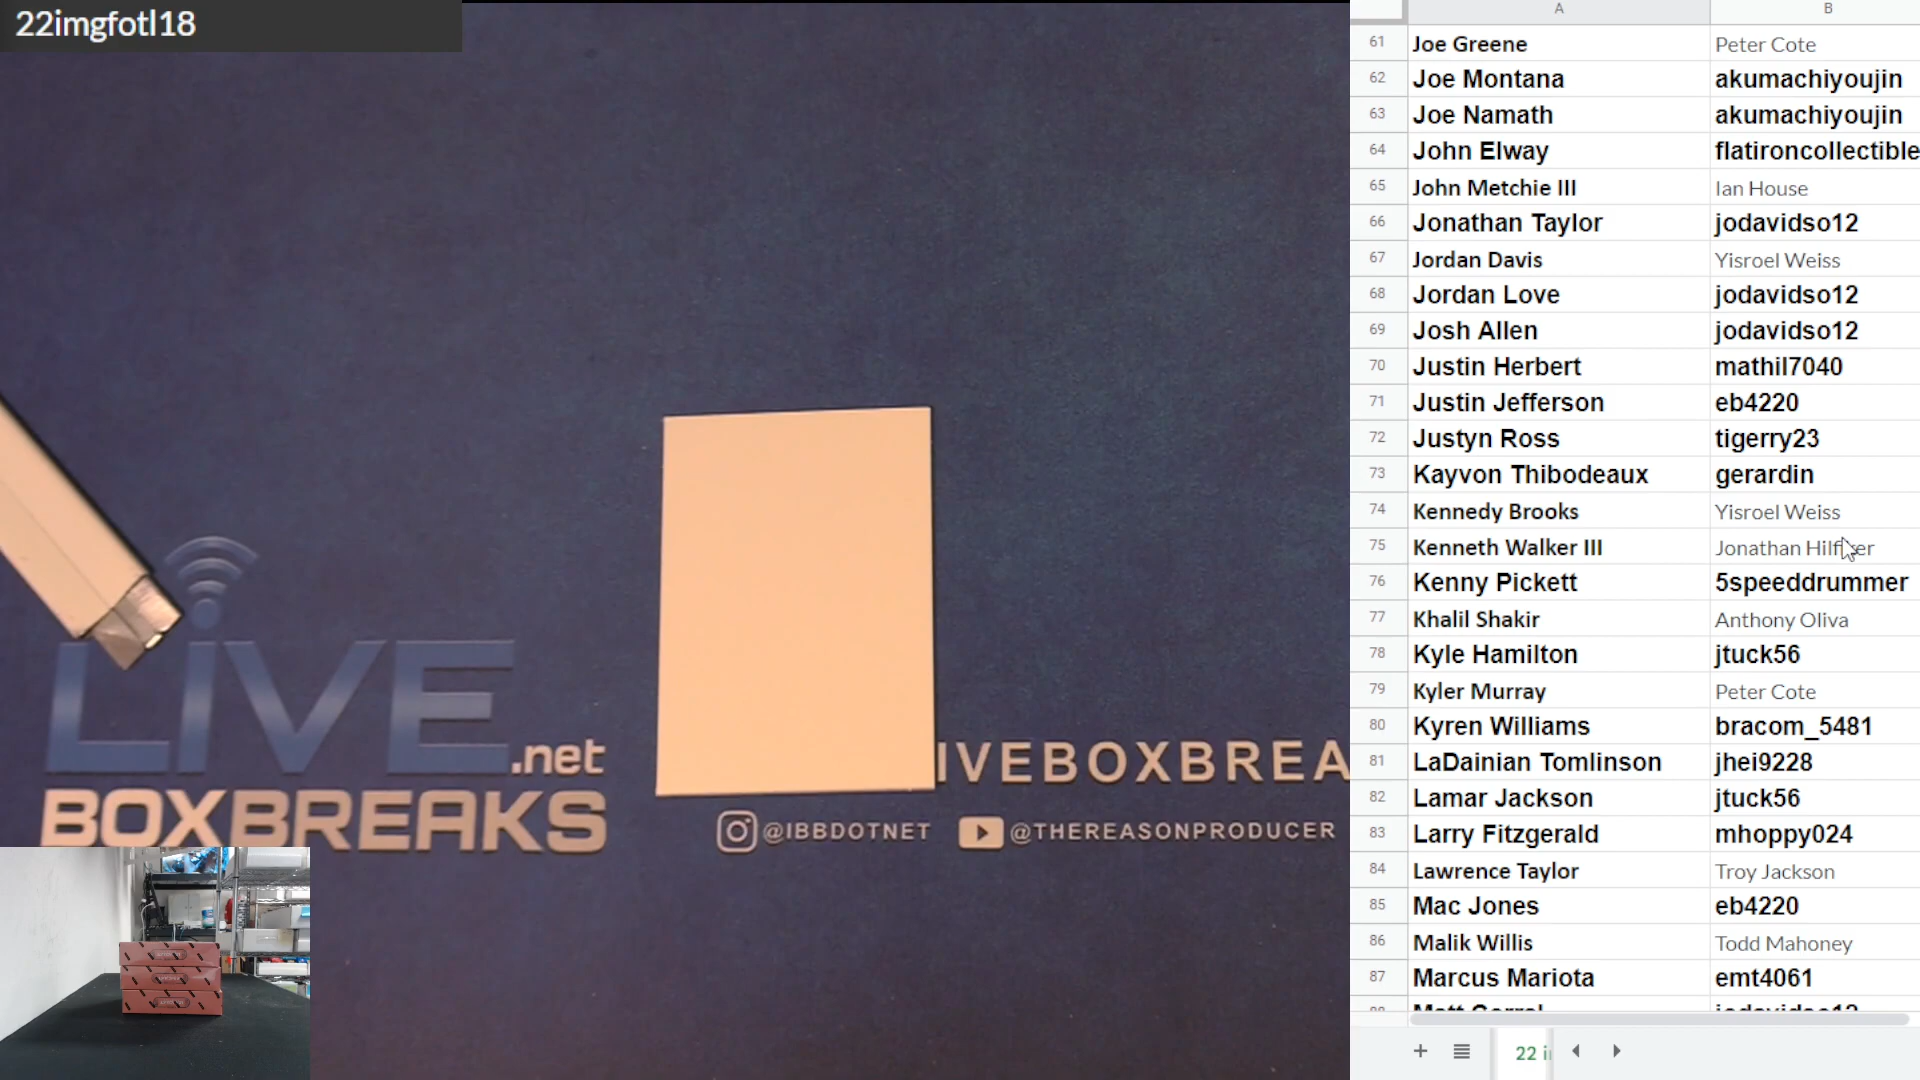 22imgfotl18
LiVE.net
BOXBREAKS
IVEBOXBREA
@IBBDOTNET
@THEREASONPRODUCER
A B
61 Joe Greene Peter Cote
62 Joe Montana akumachiyoujin
63 Joe Namath akumachiyoujin
64 John Elway flatironcollectible
65 John Metchie III Ian House
66 Jonathan Taylor jodavidso12
67 Jordan Davis Yisroel Weiss
68 Jordan Love jodavidso12
69 Josh Allen jodavidso12
70 Justin Herbert mathil7040
71 Justin Jefferson eb4220
72 Justyn Ross tigerry23
73 Kayvon Thibodeaux gerardin
74 Kennedy Brooks Yisroel Weiss
75 Kenneth Walker III Jonathan
76 Kenny Pickett 5speeddrummer
77 Khalil Shakir Anthony Oliva
78 Kyle Hamilton jtuck56
79 Kyler Murray Peter Cote
80 Kyren Williams bracom_5481
81 LaDainian Tomlinson jhei9228
82 Lamar Jackson jtuck56
83 Larry Fitzgerald mhoppy024
84 Lawrence Taylor Troy Jackson
85 Mac Jones eb4220
86 Malik Willis Todd Mahoney
87 Marcus Mariota emt4061
22 i